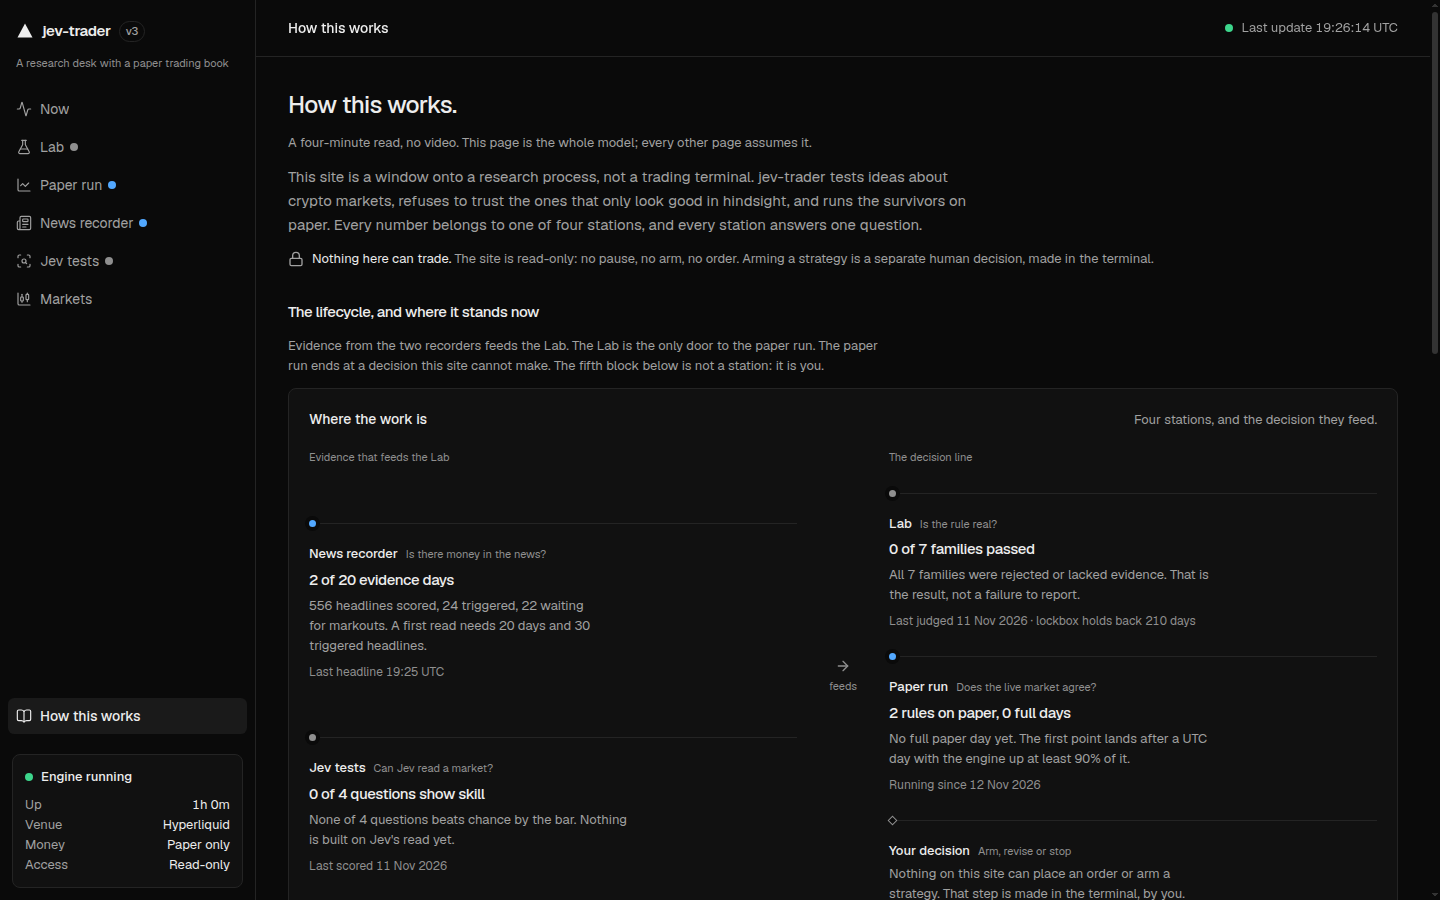 jev-trader v3
A research desk with a paper trading book
Now
Lab
Paper run
News recorder
Jev tests
Markets
How this works
Engine running
Up 1h 0m
Venue Hyperliquid
Money Paper only
Access Read-only
How this works
Last update 19:26:14 UTC
How this works.
A four-minute read, no video. This page is the whole model; every other page assumes it.
This site is a window onto a research process, not a trading terminal. jev-trader tests ideas about
crypto markets, refuses to trust the ones that only look good in hindsight, and runs the survivors on
paper. Every number belongs to one of four stations, and every station answers one question.
Nothing here can trade. The site is read-only: no pause, no arm, no order. Arming a strategy is a separate human decision, made in the terminal.
The lifecycle, and where it stands now
Evidence from the two recorders feeds the Lab. The Lab is the only door to the paper run. The paper
run ends at a decision this site cannot make. The fifth block below is not a station: it is you.
Where the work is
Four stations, and the decision they feed.
Evidence that feeds the Lab
News recorder Is there money in the news?
2 of 20 evidence days
556 headlines scored, 24 triggered, 22 waiting
for markouts. A first read needs 20 days and 30
triggered headlines.
Last headline 19:25 UTC
Jev tests Can Jev read a market?
0 of 4 questions show skill
None of 4 questions beats chance by the bar. Nothing
is built on Jev's read yet.
Last scored 11 Nov 2026
feeds
The decision line
Lab Is the rule real?
0 of 7 families passed
All 7 families were rejected or lacked evidence. That is
the result, not a failure to report.
Last judged 11 Nov 2026 · lockbox holds back 210 days
Paper run Does the live market agree?
2 rules on paper, 0 full days
No full paper day yet. The first point lands after a UTC
day with the engine up at least 90% of it.
Running since 12 Nov 2026
Your decision Arm, revise or stop
Nothing on this site can place an order or arm a
strategy. That step is made in the terminal, by you.